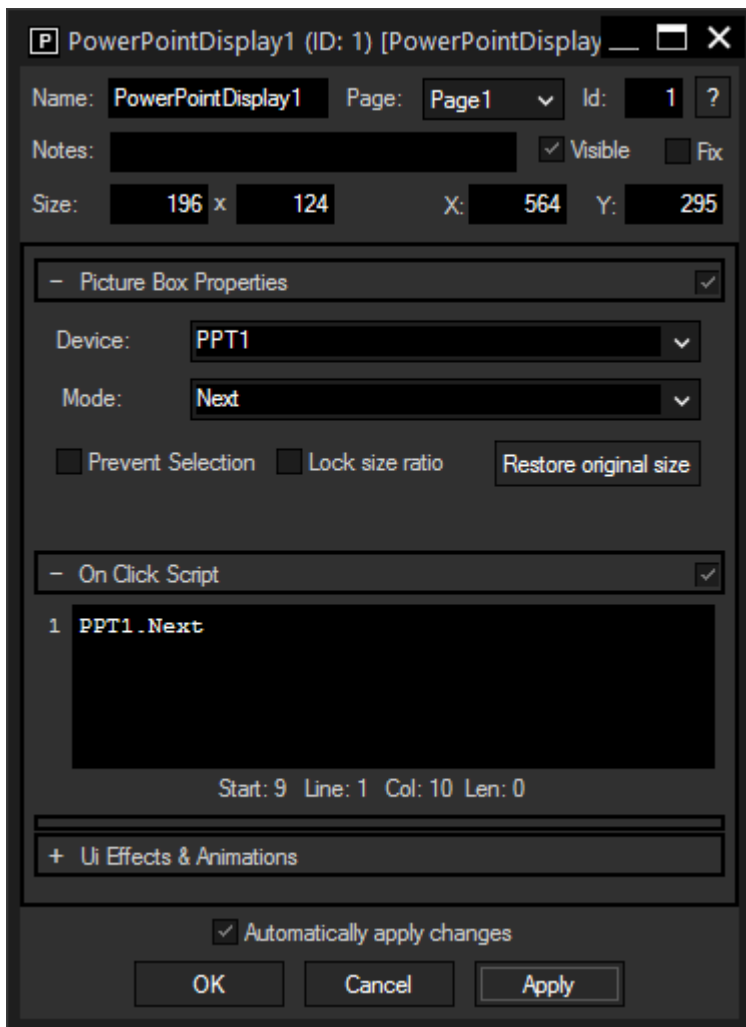 P PowerPointDisplay1 (ID: 1) [PowerPointDisplay
Name: PowerPointDisplay1 Page: Page1 Id: 1 ?
Notes: Visible Fix
Size: 196 x 124 X: 564 Y: 295
− Picture Box Properties
Device: PPT1
Mode: Next
Prevent Selection Lock size ratio Restore original size
− On Click Script
1 PPT1.Next
Start: 9 Line: 1 Col: 10 Len: 0
+ Ui Effects & Animations
Automatically apply changes
OK Cancel Apply